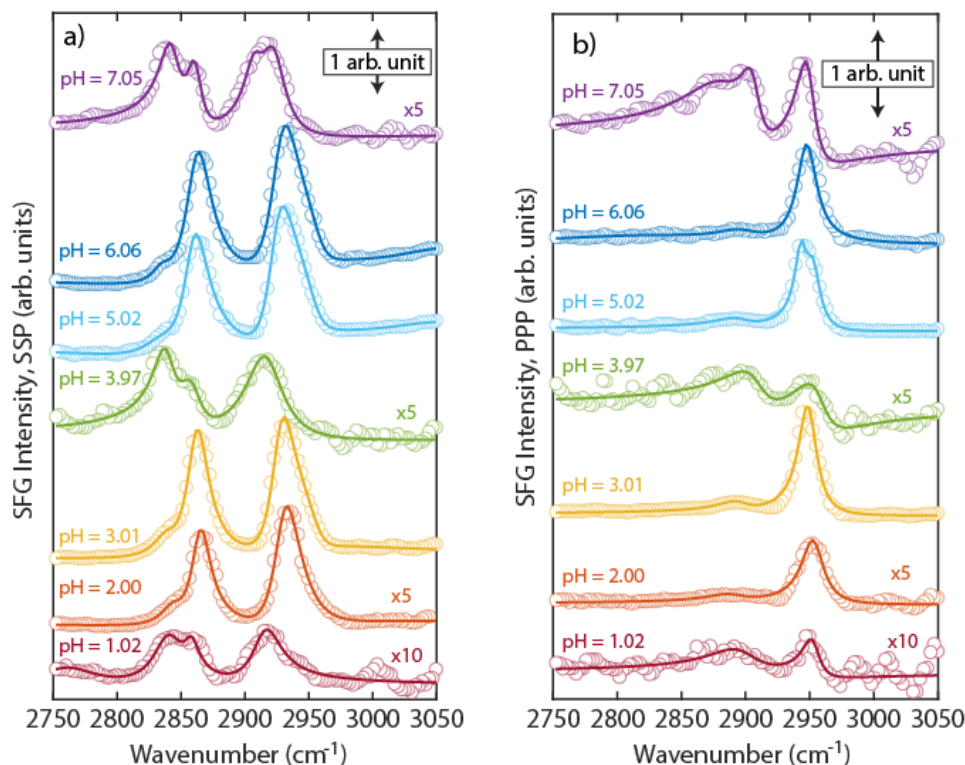 a)
1 arb. unit
pH = 7.05
x5
pH = 6.06
pH = 5.02
pH = 3.97
x5
pH = 3.01
pH = 2.00
x5
pH = 1.02
x10
SFG Intensity, SSP (arb. units)
2750 2800 2850 2900 2950 3000 3050
Wavenumber (cm⁻¹)
b)
1 arb. unit
pH = 7.05
x5
pH = 6.06
pH = 5.02
pH = 3.97
x5
pH = 3.01
pH = 2.00
x5
pH = 1.02
x10
SFG Intensity, PPP (arb. units)
2750 2800 2850 2900 2950 3000 3050
Wavenumber (cm⁻¹)